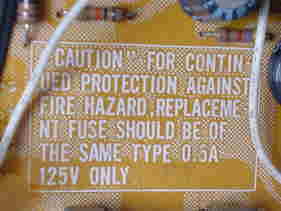 "CAUTION" FOR CONTIN
UED PROTECTION AGAINST
FIRE HAZARD,REPLACEME
NT FUSE SHOULD BE OF
THE SAME TYPE 0.5A
125V ONLY